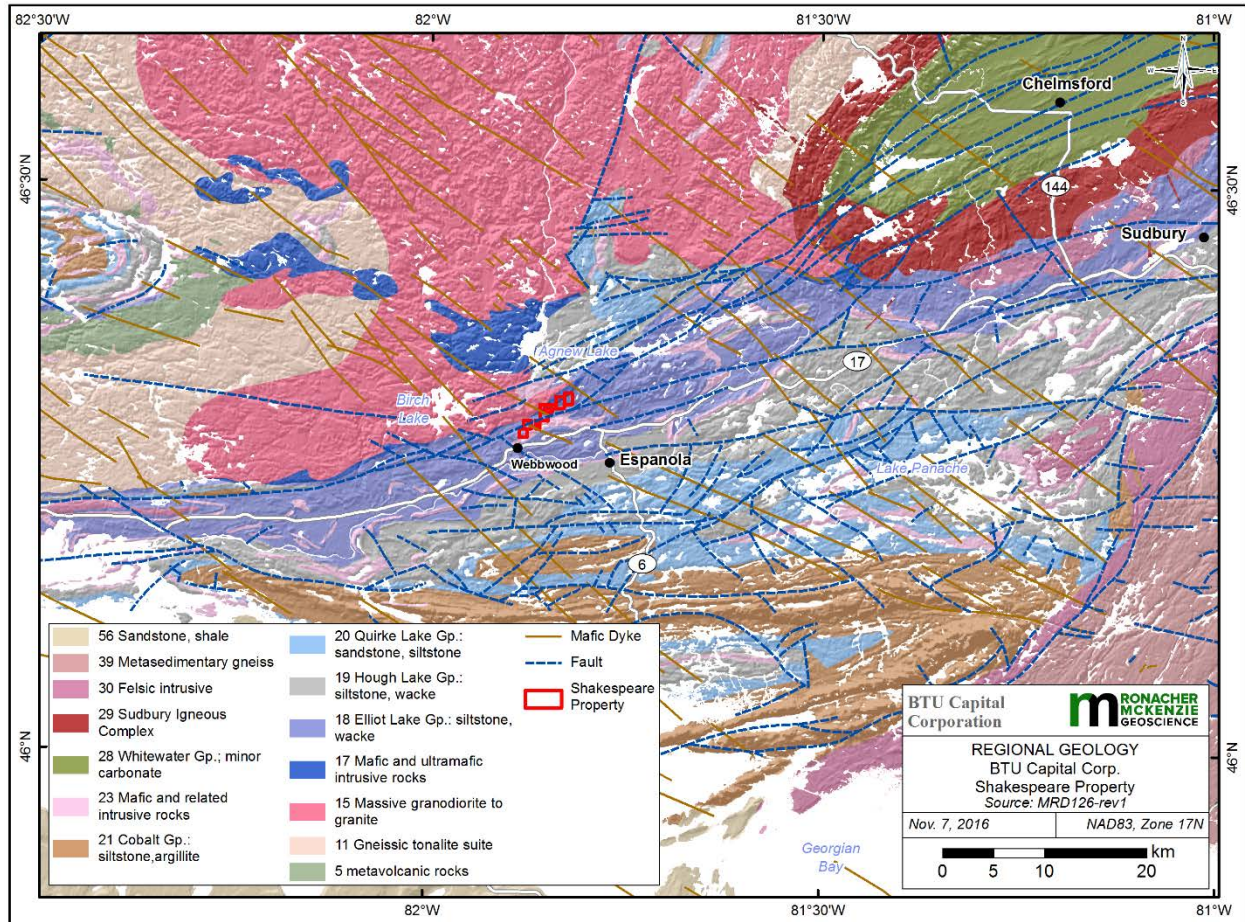 82°30'W
82°W
81°30'W
81°W
46°30'N
46°N
46°30'N
46°N
N
W
E
S
Chelmsford
144
Sudbury
Agnew Lake
17
Birch
Lake
Webbwood
Espanola
Lake Panache
6
Georgian
Bay
56 Sandstone, shale
39 Metasedimentary gneiss
30 Felsic intrusive
29 Sudbury Igneous
Complex
28 Whitewater Gp.; minor
carbonate
23 Mafic and related
intrusive rocks
21 Cobalt Gp.:
siltstone,argillite
20 Quirke Lake Gp.:
sandstone, siltstone
19 Hough Lake Gp.:
siltstone, wacke
18 Elliot Lake Gp.: siltstone,
wacke
17 Mafic and ultramafic
intrusive rocks
15 Massive granodiorite to
granite
11 Gneissic tonalite suite
5 metavolcanic rocks
Mafic Dyke
Fault
Shakespeare
Property
BTU Capital
Corporation
RONACHER
MCKENZIE
GEOSCIENCE
REGIONAL GEOLOGY
BTU Capital Corp.
Shakespeare Property
Source: MRD126-rev1
Nov. 7, 2016
NAD83, Zone 17N
km
0 5 10 20
82°W
81°30'W
81°W